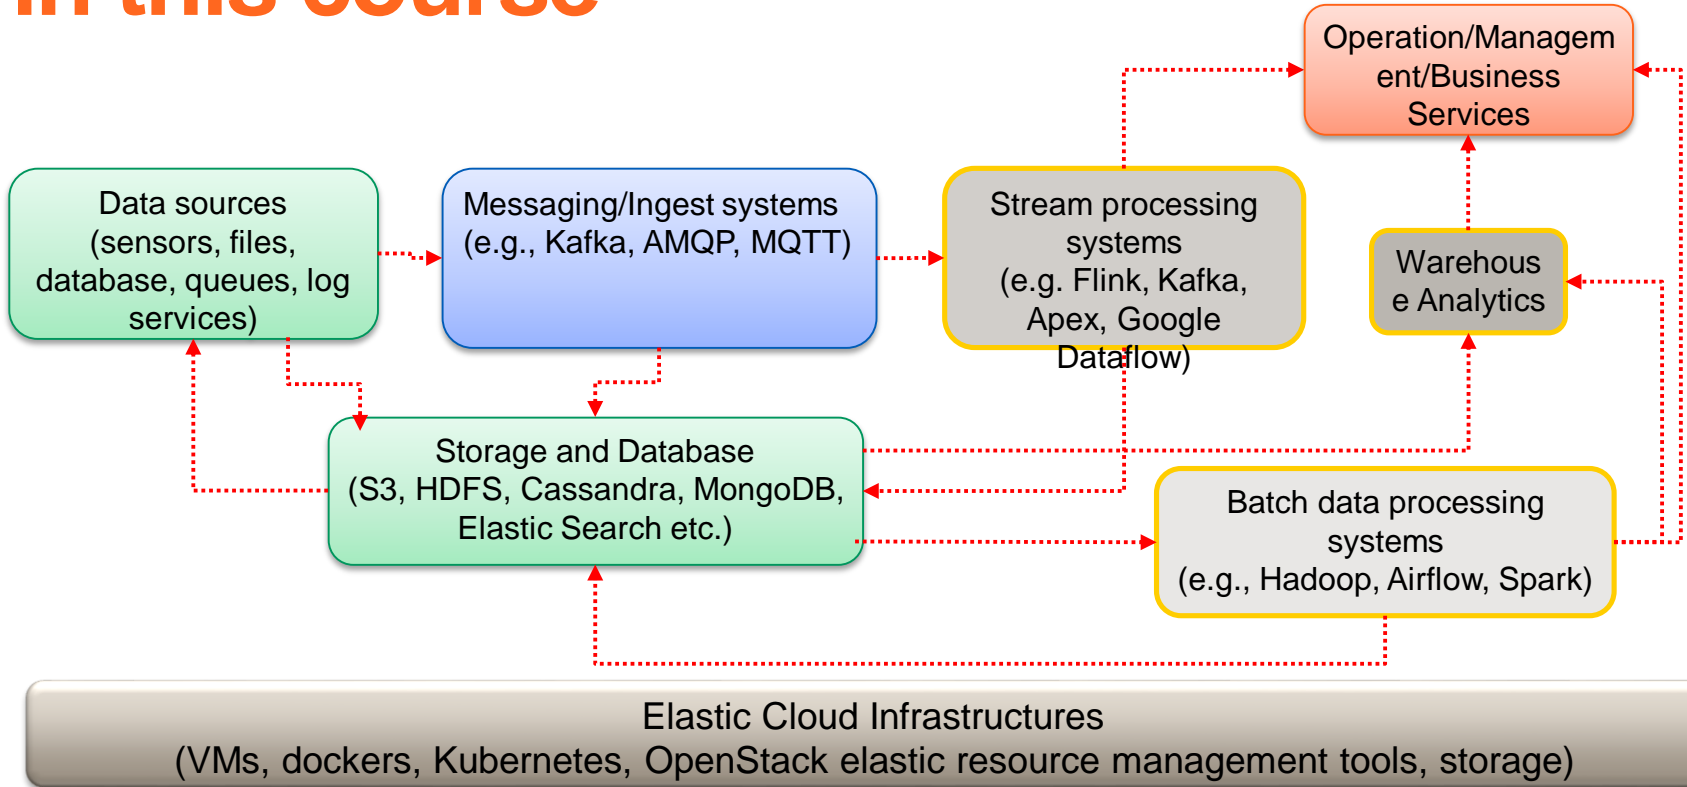 in this course
Operation/Managem
ent/Business
Services
Data sources
(sensors, files,
database, queues, log
services)
Messaging/Ingest systems
(e.g., Kafka, AMQP, MQTT)
Stream processing
systems
(e.g. Flink, Kafka,
Apex, Google
Dataflow)
Warehous
e Analytics
Storage and Database
(S3, HDFS, Cassandra, MongoDB,
Elastic Search etc.)
Batch data processing
systems
(e.g., Hadoop, Airflow, Spark)
Elastic Cloud Infrastructures
(VMs, dockers, Kubernetes, OpenStack elastic resource management tools, storage)